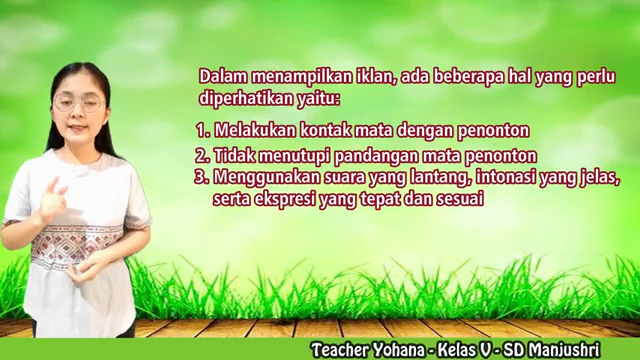 Dalam menampilkan iklan, ada beberapa hal yang perlu
diperhatikan yaitu:
1. Melakukan kontak mata dengan penonton
2. Tidak menutupi pandangan mata penonton
3. Menggunakan suara yang lantang, intonasi yang jelas,
serta ekspresi yang tepat dan sesuai
Teacher Yohana - Kelas V - SD Manjushri